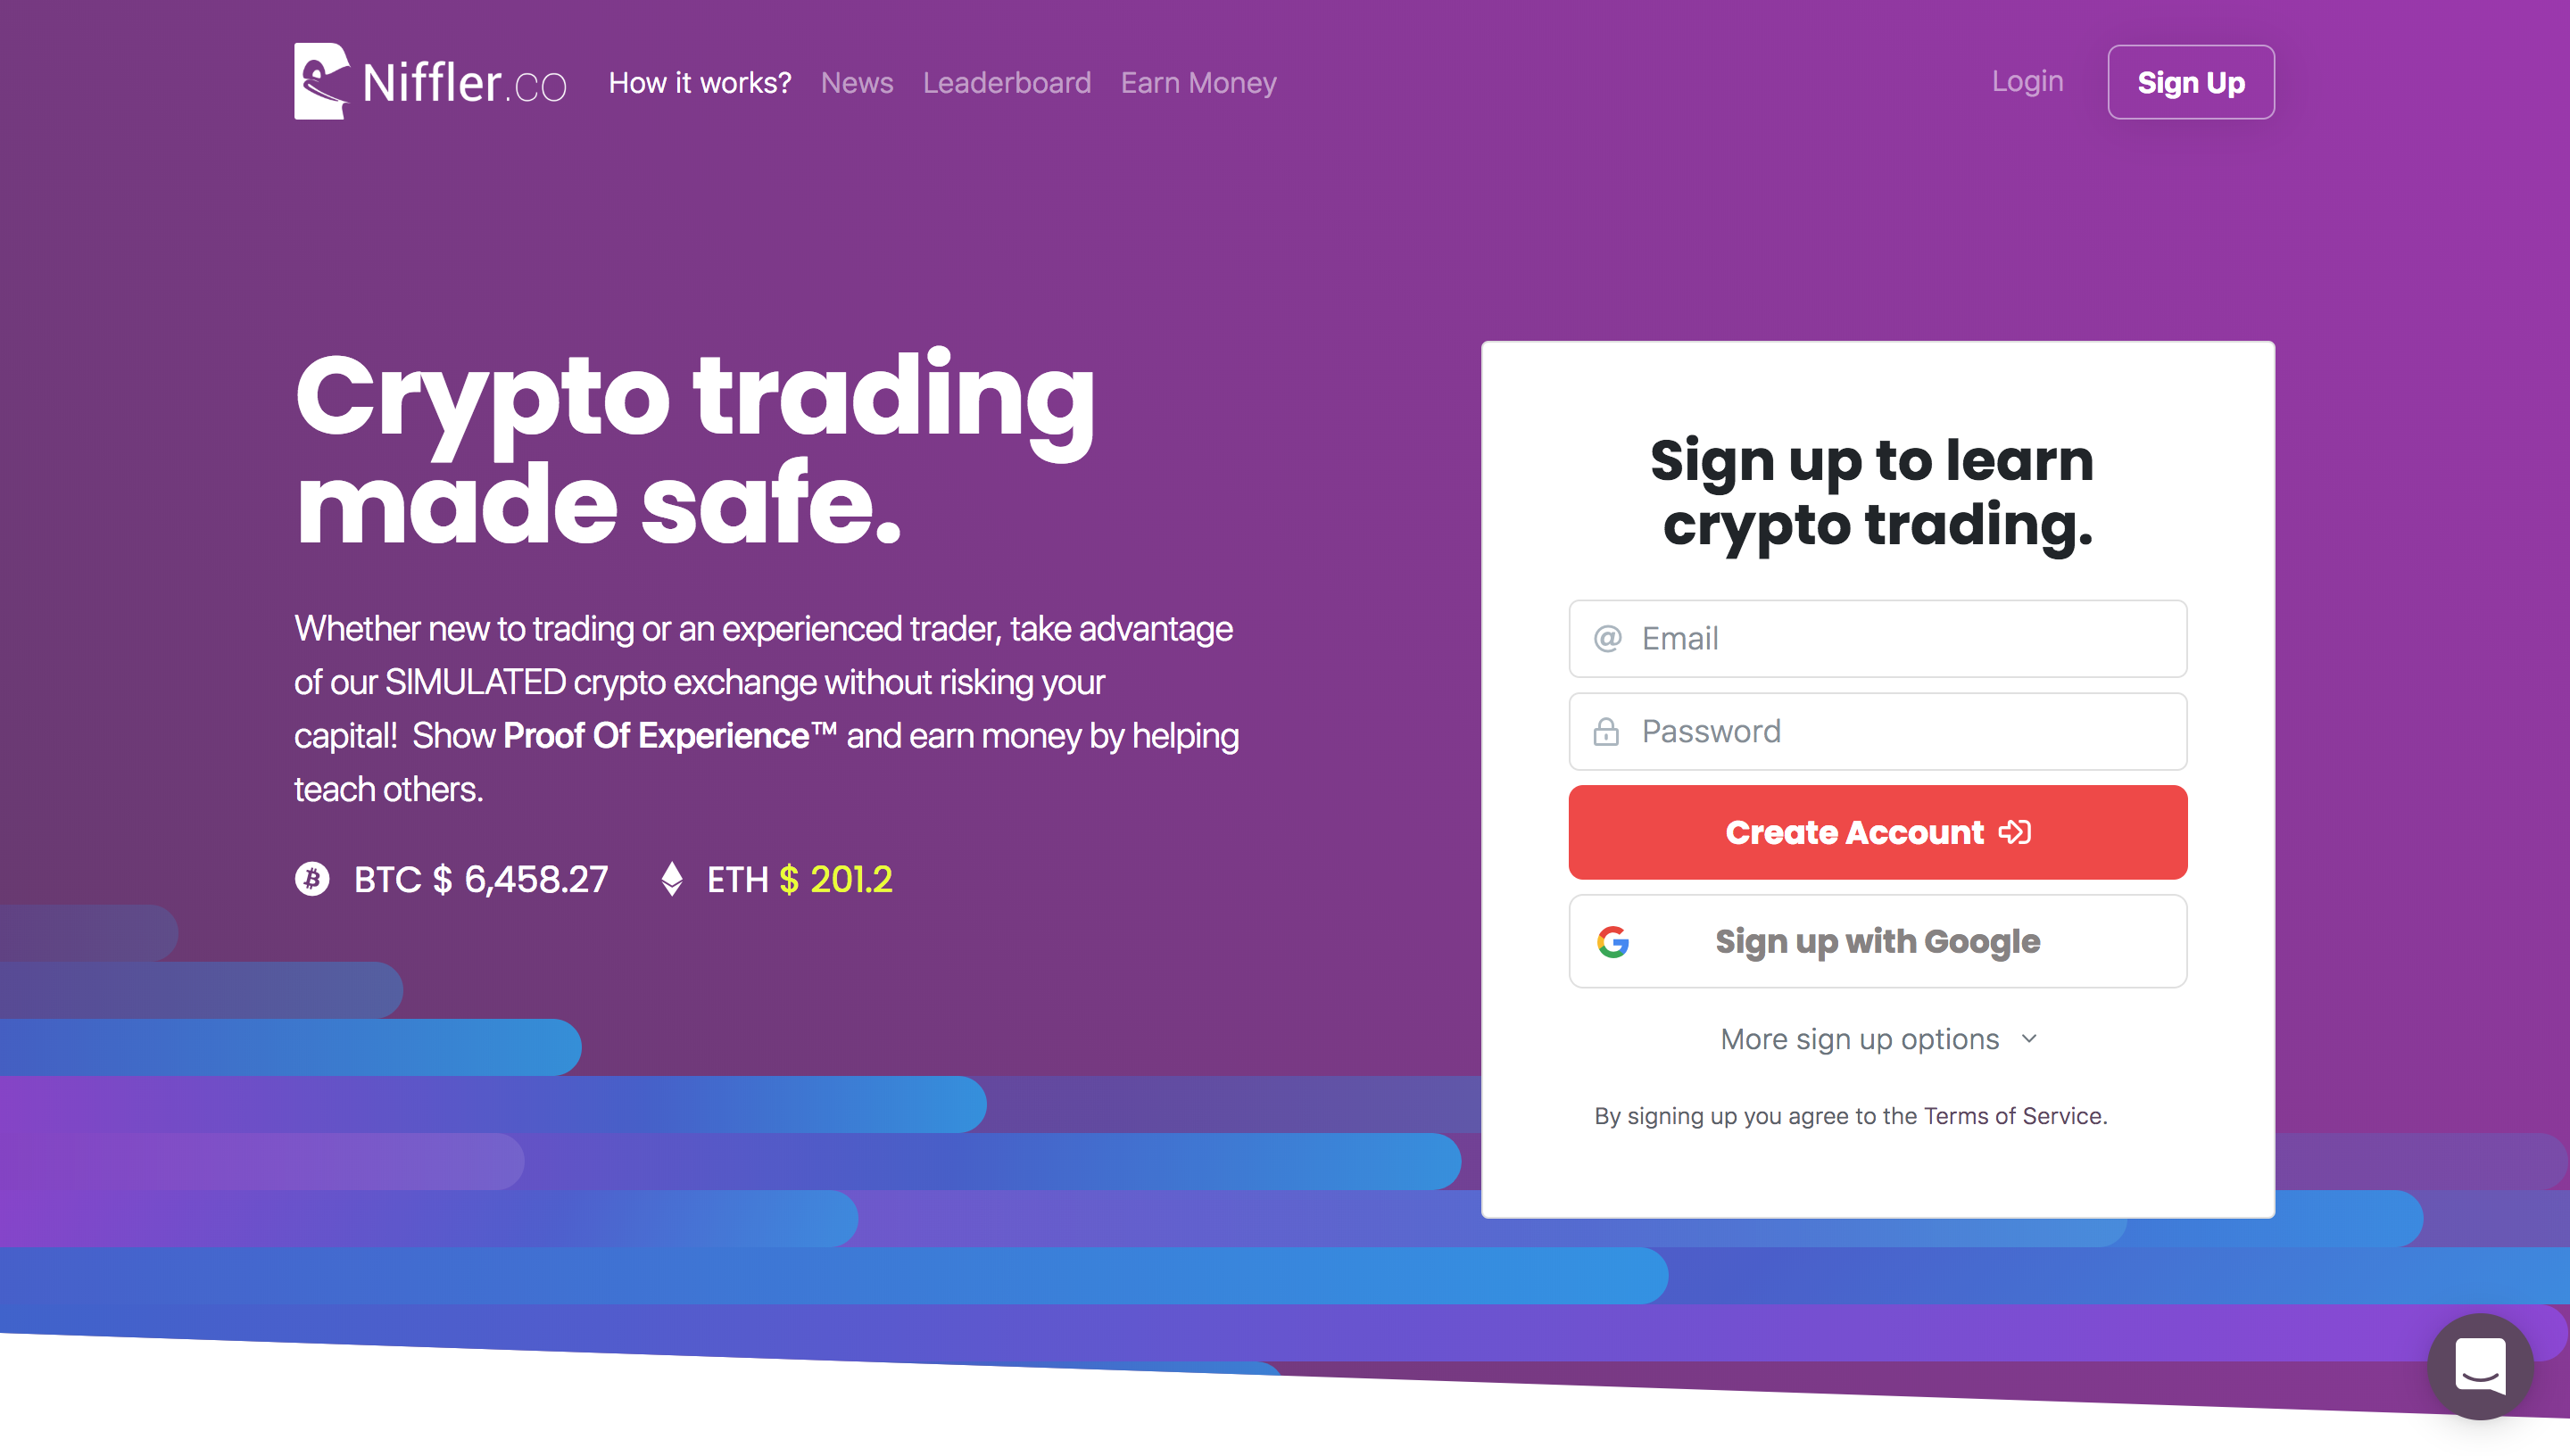 Niffler.co
How it works?
News
Leaderboard
Earn Money
Login
Sign Up
Crypto trading
made safe.
Whether new to trading or an experienced trader, take advantage
of our SIMULATED crypto exchange without risking your
capital! Show Proof Of Experience™ and earn money by helping
teach others.
BTC $ 6,458.27
ETH $ 201.2
Sign up to learn
crypto trading.
@ Email
Password
Create Account
Sign up with Google
More sign up options
By signing up you agree to the Terms of Service.